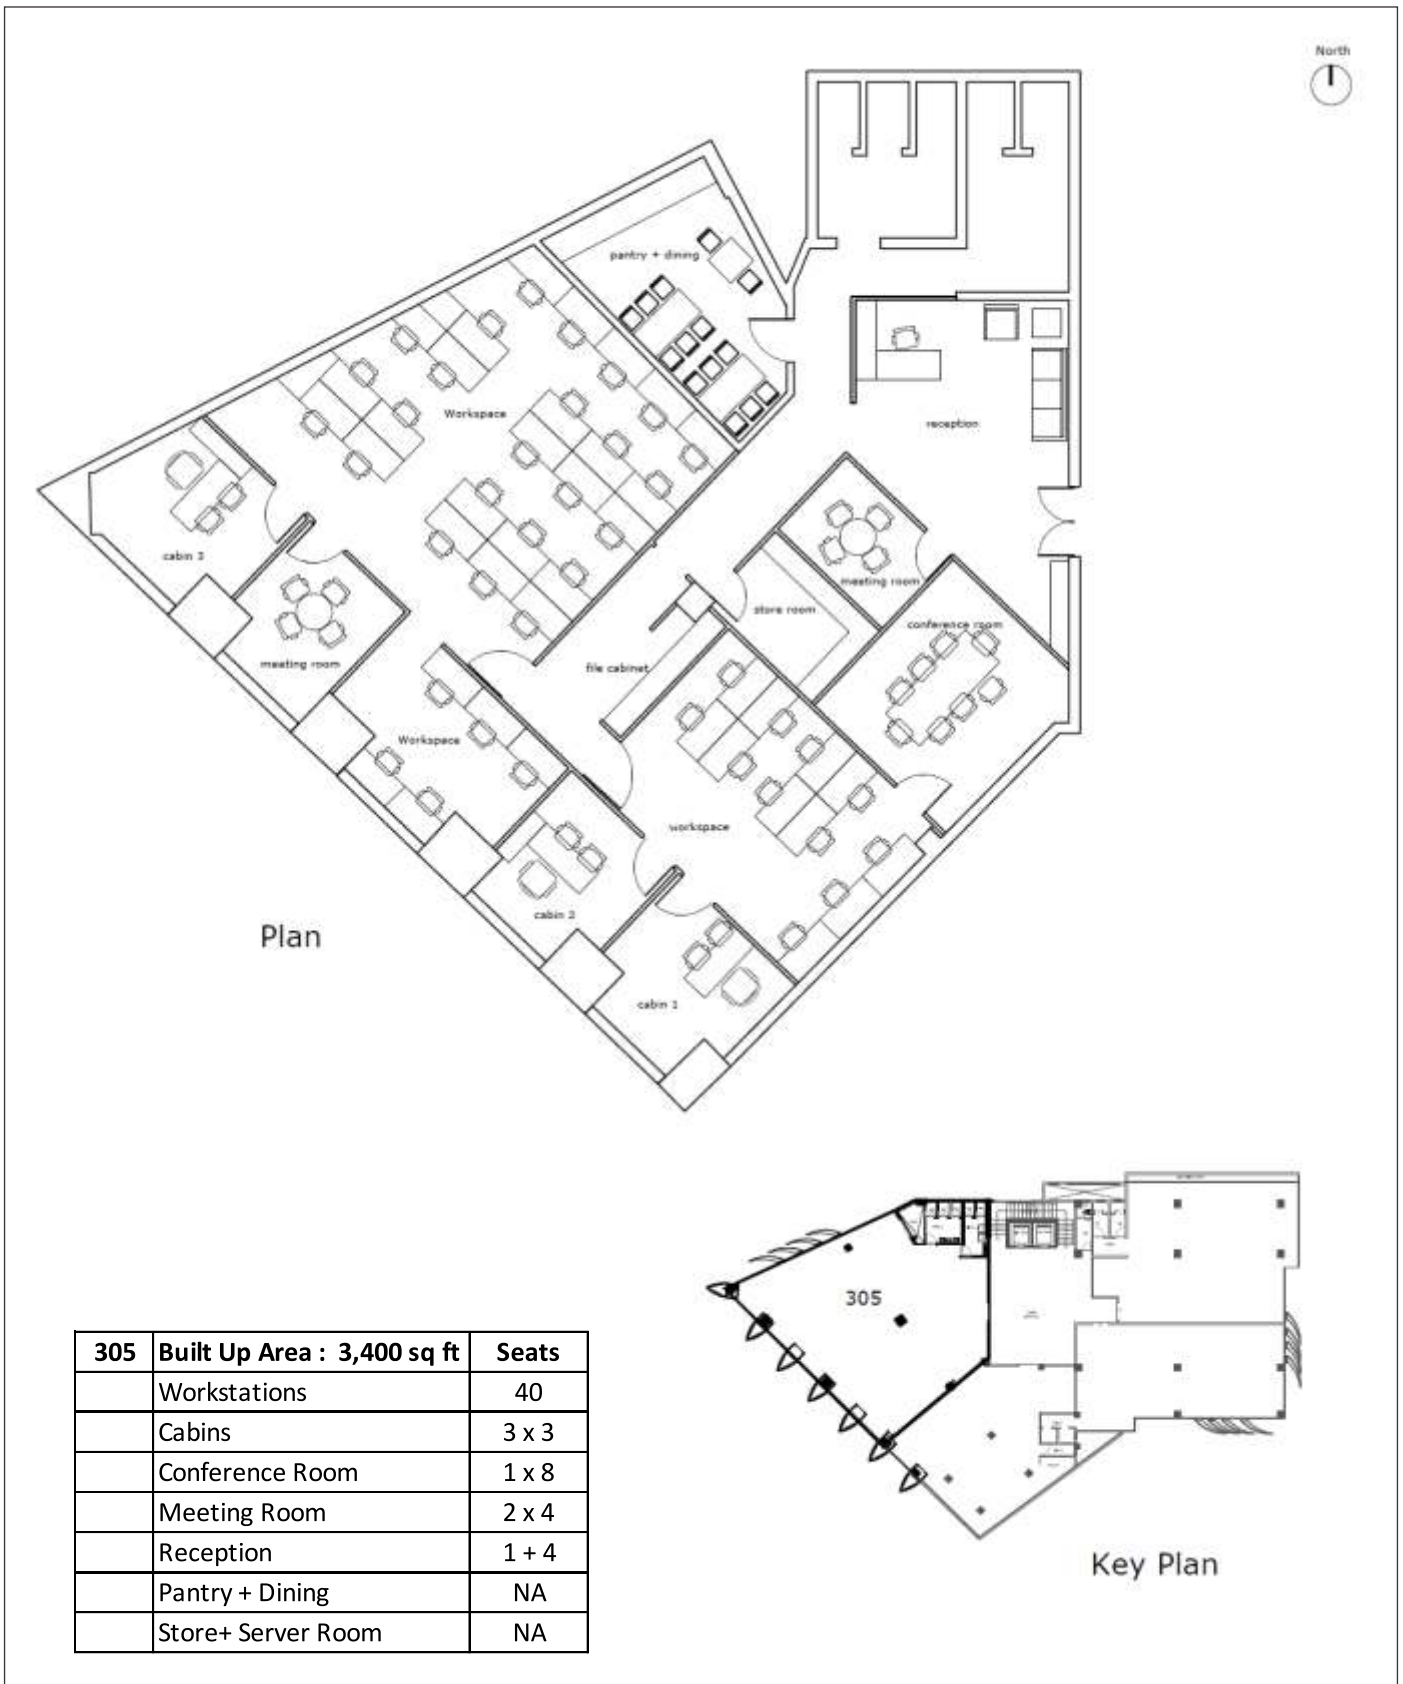 North
pantry + dining
Workspace
reception
cabin 3
meeting room
store room
meeting room
conference room
file cabinet
Workspace
workspace
cabin 2
cabin 1
Plan
305
Key Plan
305 Built Up Area : 3,400 sq ft Seats
Workstations 40
Cabins 3 x 3
Conference Room 1 x 8
Meeting Room 2 x 4
Reception 1 + 4
Pantry + Dining NA
Store+ Server Room NA